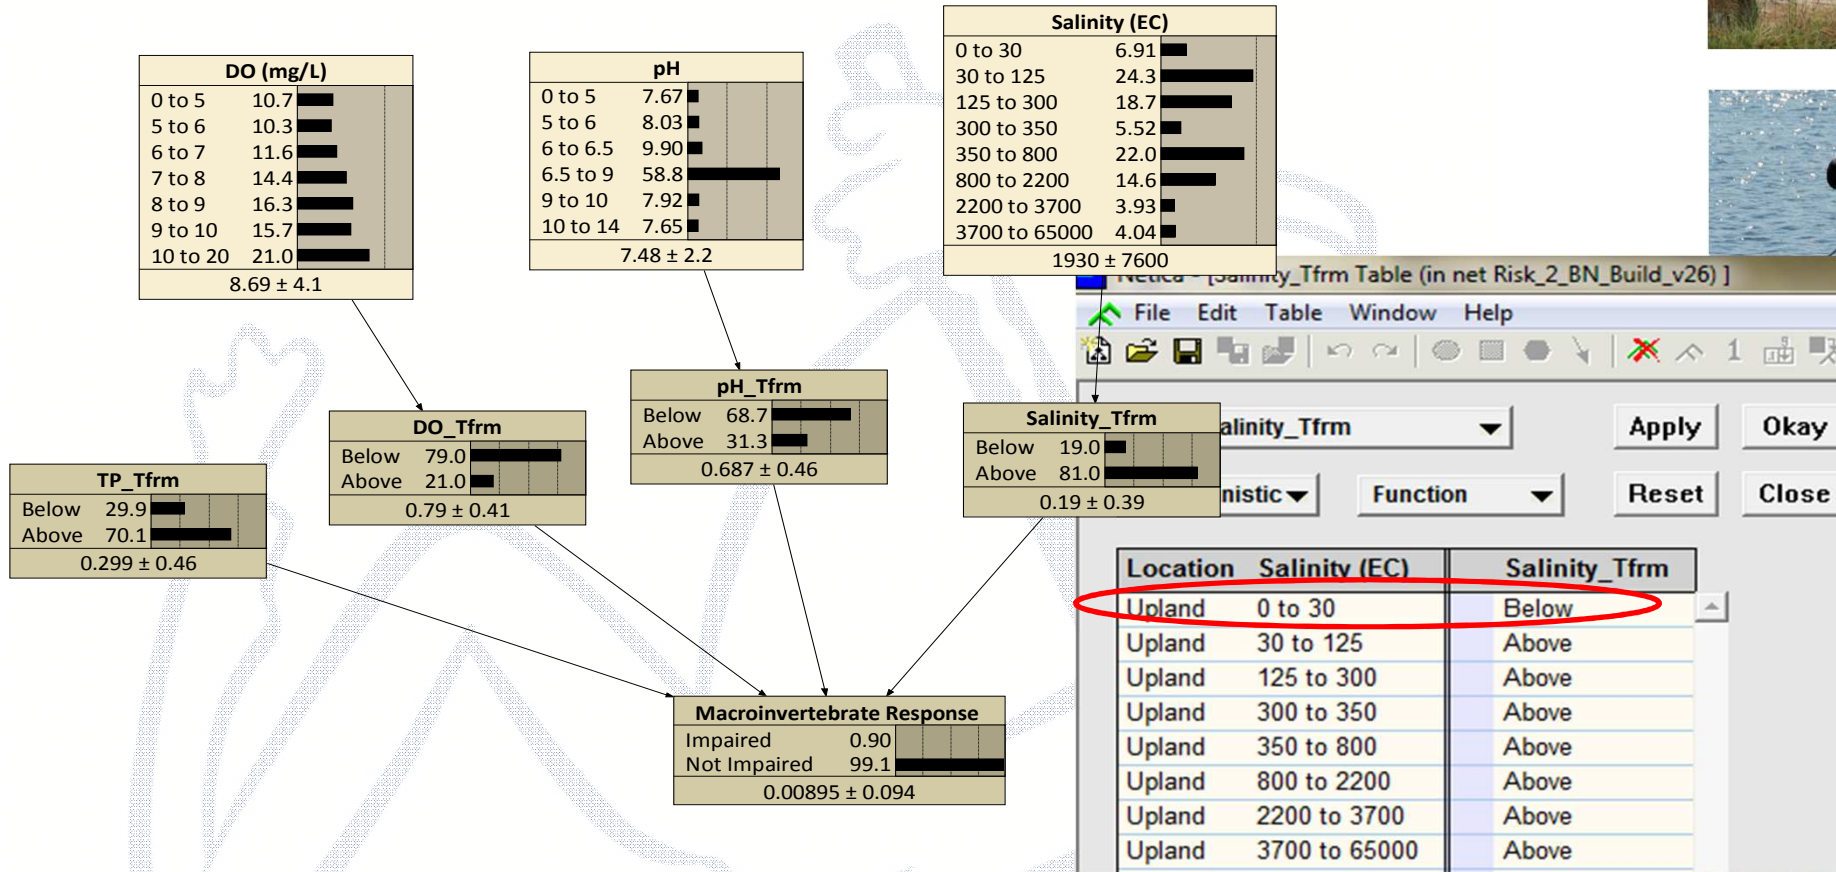 Salinity (EC)
0 to 30 6.91
30 to 125 24.3
125 to 300 18.7
300 to 350 5.52
350 to 800 22.0
800 to 2200 14.6
2200 to 3700 3.93
3700 to 65000 4.04
1930 ± 7600
DO (mg/L)
0 to 5 10.7
5 to 6 10.3
6 to 7 11.6
7 to 8 14.4
8 to 9 16.3
9 to 10 15.7
10 to 20 21.0
8.69 ± 4.1
pH
0 to 5 7.67
5 to 6 8.03
6 to 6.5 9.90
6.5 to 9 58.8
9 to 10 7.92
10 to 14 7.65
7.48 ± 2.2
Netica - [Salinity_Tfrm Table (in net Risk_2_BN_Build_v26) ]
File Edit Table Window Help
1
pH_Tfrm
Below 68.7
Above 31.3
0.687 ± 0.46
DO_Tfrm
Below 79.0
Above 21.0
0.79 ± 0.41
Salinity_Tfrm
Below 19.0
Above 81.0
0.19 ± 0.39
alinity_Tfrm Apply Okay
nistic Function Reset Close
TP_Tfrm
Below 29.9
Above 70.1
0.299 ± 0.46
Macroinvertebrate Response
Impaired 0.90
Not Impaired 99.1
0.00895 ± 0.094
Location Salinity (EC) Salinity_Tfrm
Upland 0 to 30 Below
Upland 30 to 125 Above
Upland 125 to 300 Above
Upland 300 to 350 Above
Upland 350 to 800 Above
Upland 800 to 2200 Above
Upland 2200 to 3700 Above
Upland 3700 to 65000 Above